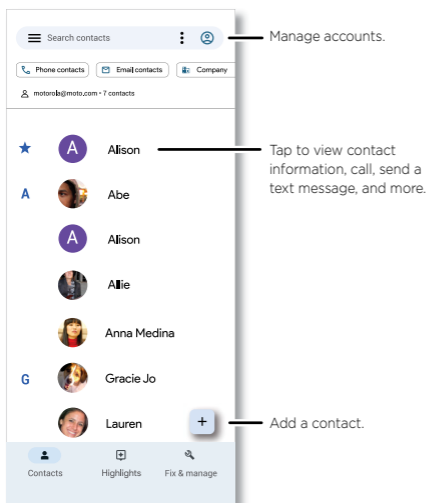 Search contacts
Manage accounts.
Phone contacts Email contacts Company
motorola@moto.com • 7 contacts
A Alison
Tap to view contact
information, call, send a
text message, and more.
A Abe
A Alison
Allie
Anna Medina
G Gracie Jo
Lauren +
Add a contact.
Contacts Highlights Fix & manage